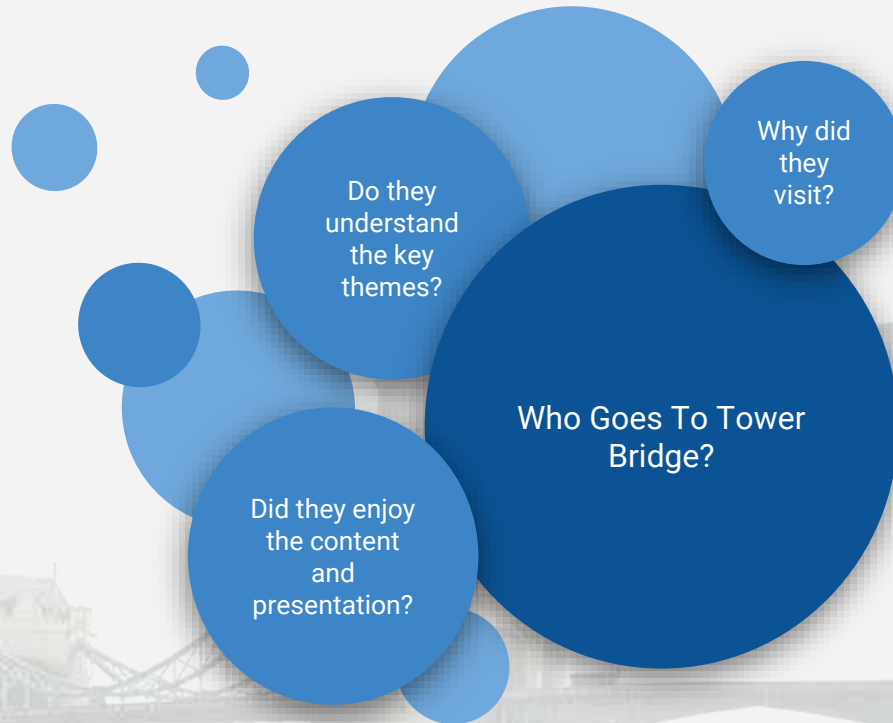 Why did
they
visit?
Do they
understand
the key
themes?
Who Goes To Tower
Bridge?
Did they enjoy
the content
and
presentation?